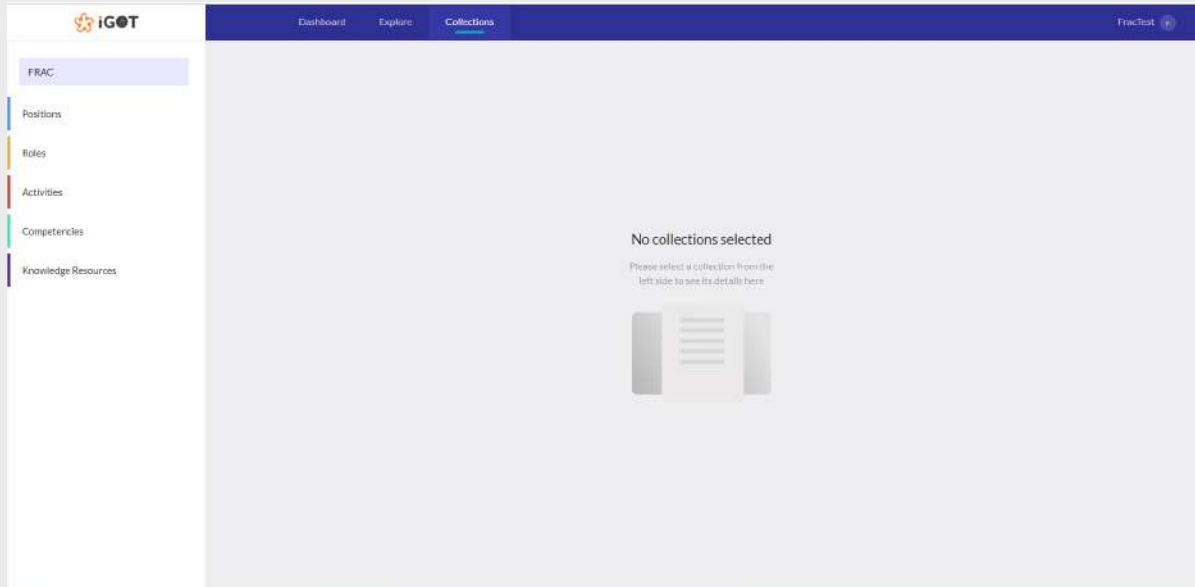 iGOT
Dashboard Explore Collections
FracTest
FRAC
Positions
Roles
Activities
Competencies
Knowledge Resources
No collections selected
Please select a collection from the
left side to see its details here